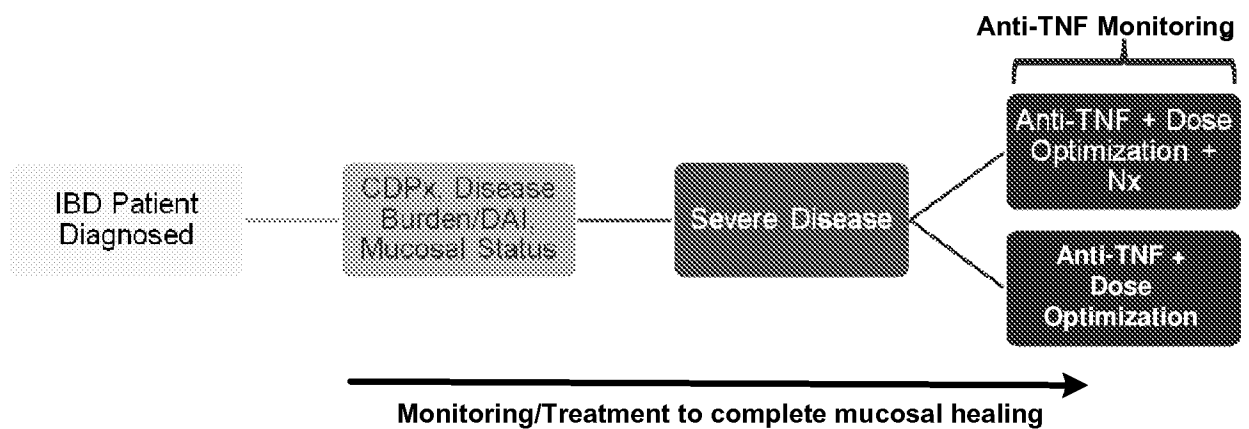 Anti-TNF Monitoring
IBD Patient
Diagnosed
CDPx, Disease
Burden/DAI
Mucosal Status
Severe Disease
Anti-TNF + Dose
Optimization +
Nx
Anti-TNF +
Dose
Optimization
Monitoring/Treatment to complete mucosal healing